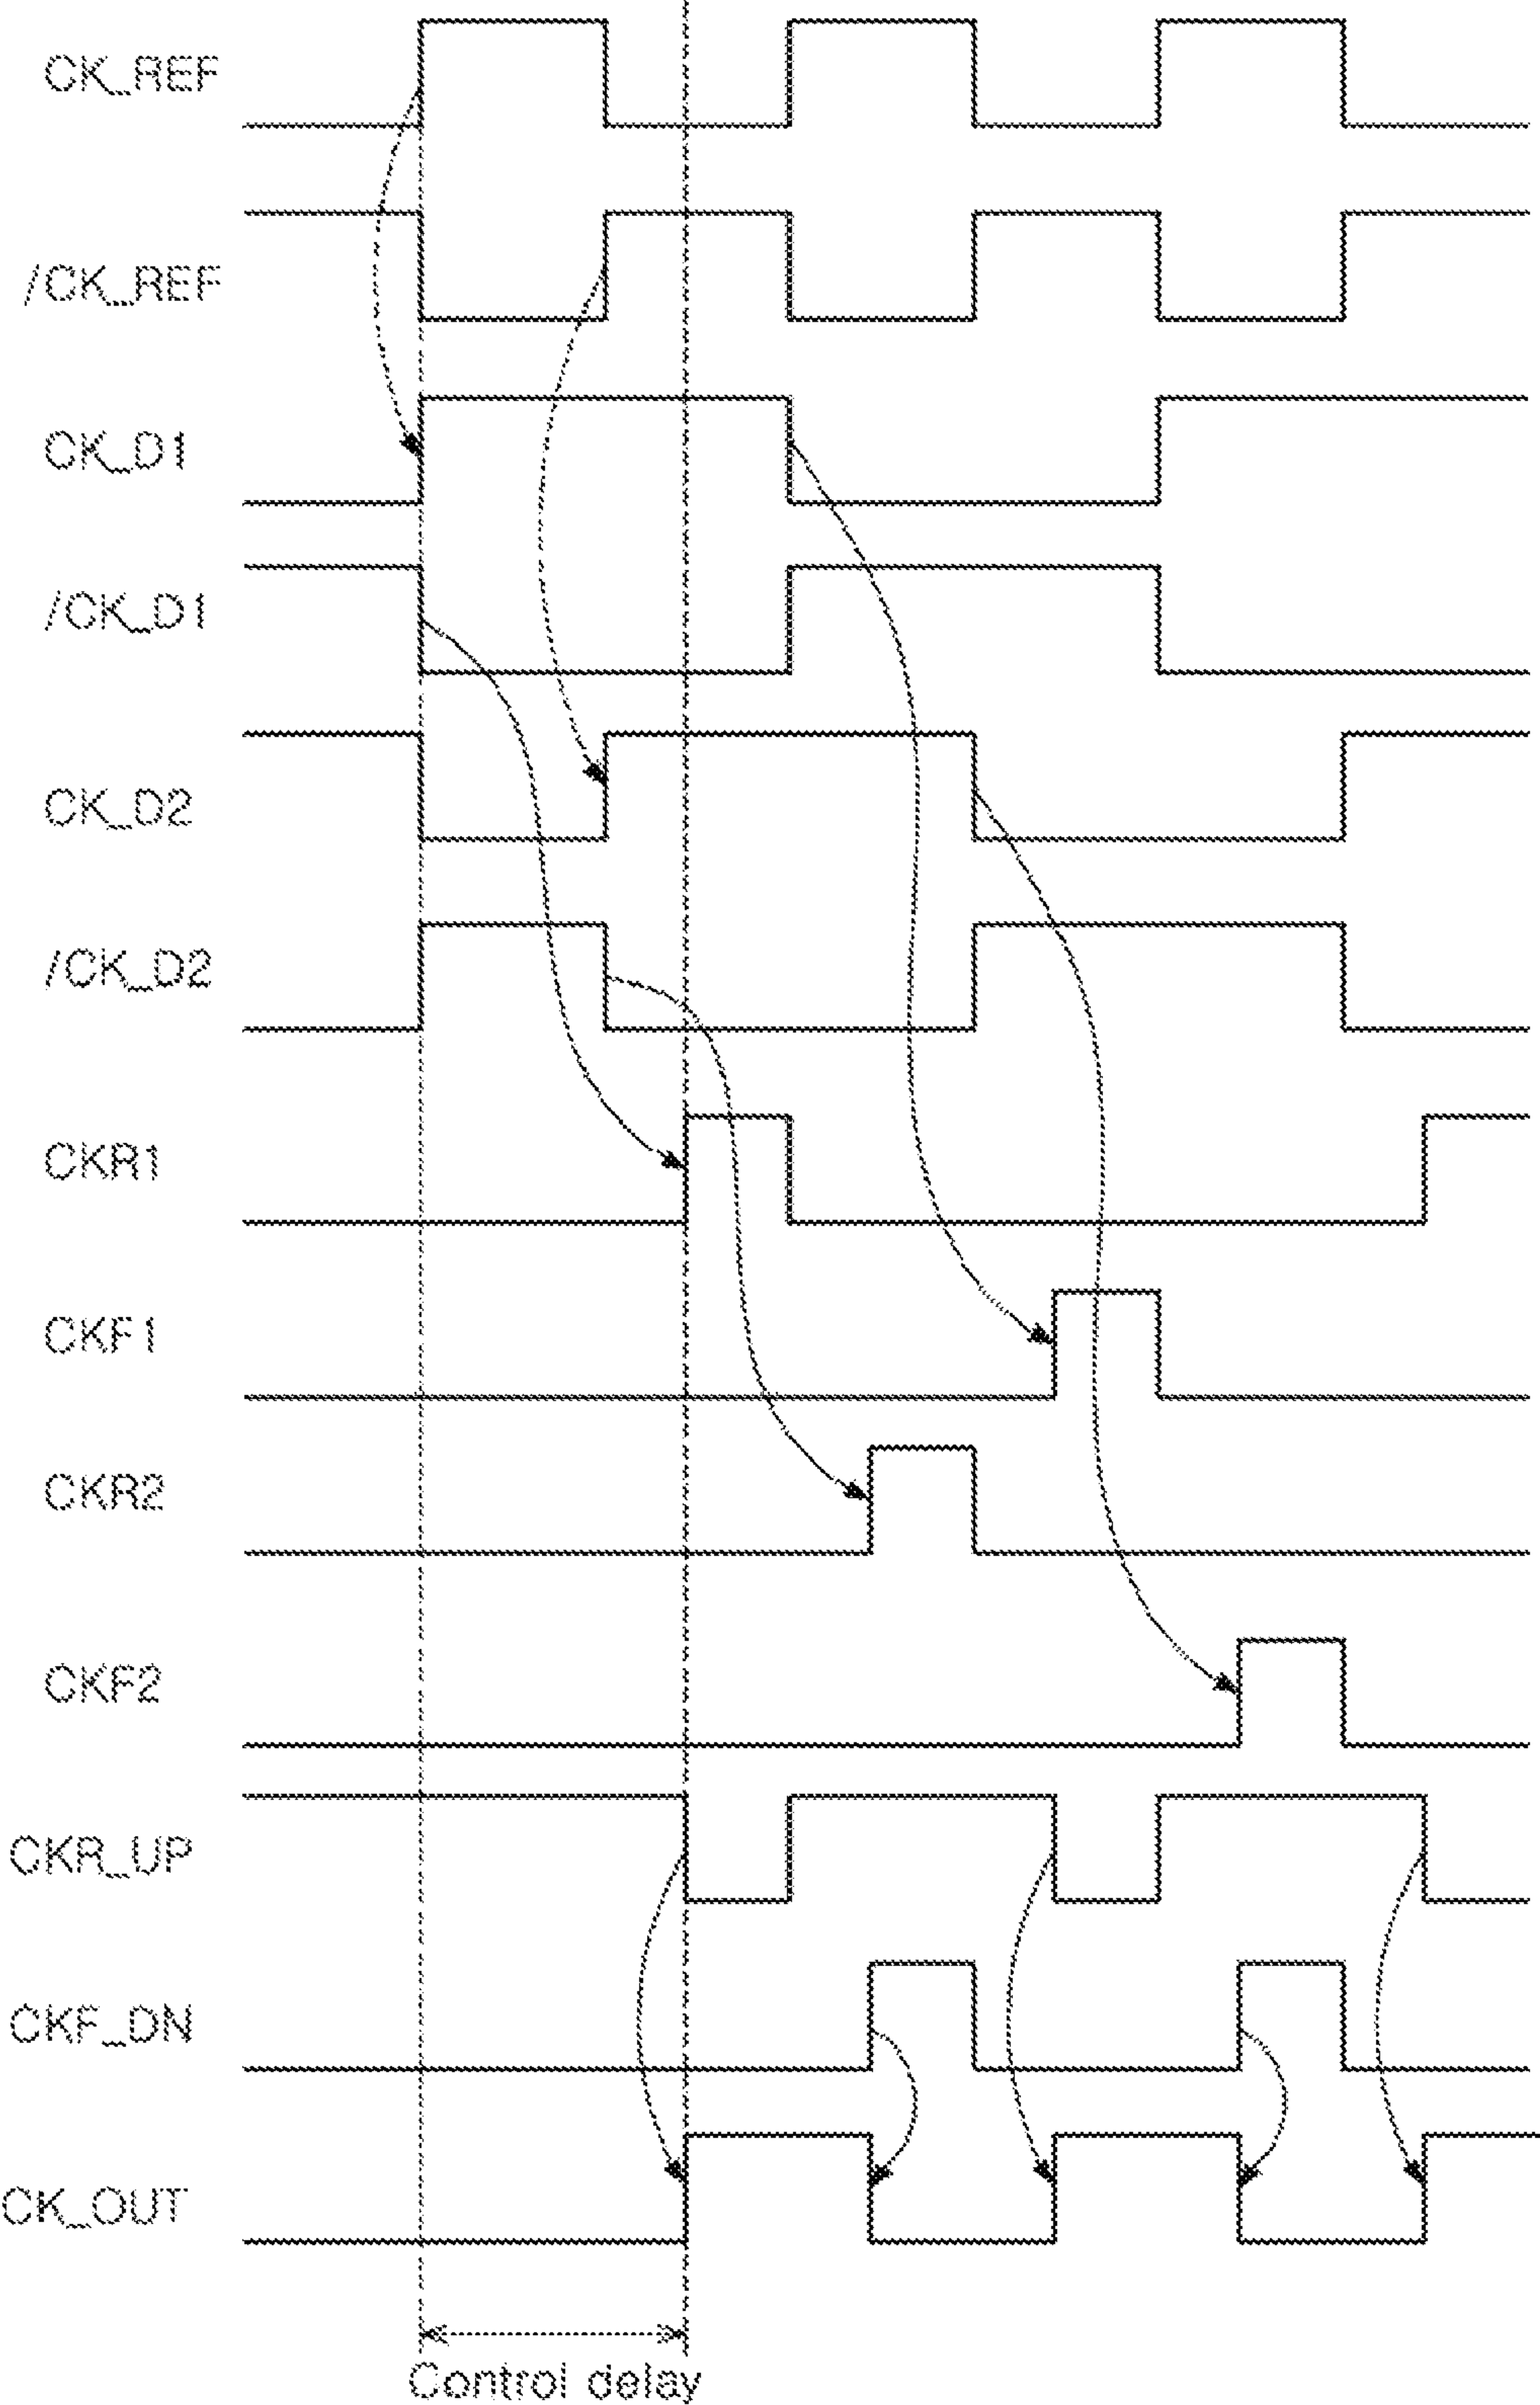 CK_REF
/CK_REF
CK_D1
/CK_D1
CK_D2
/CK_D2
CKR1
CKF1
CKR2
CKF2
CKR_UP
CKF_DN
CK_OUT
Control delay